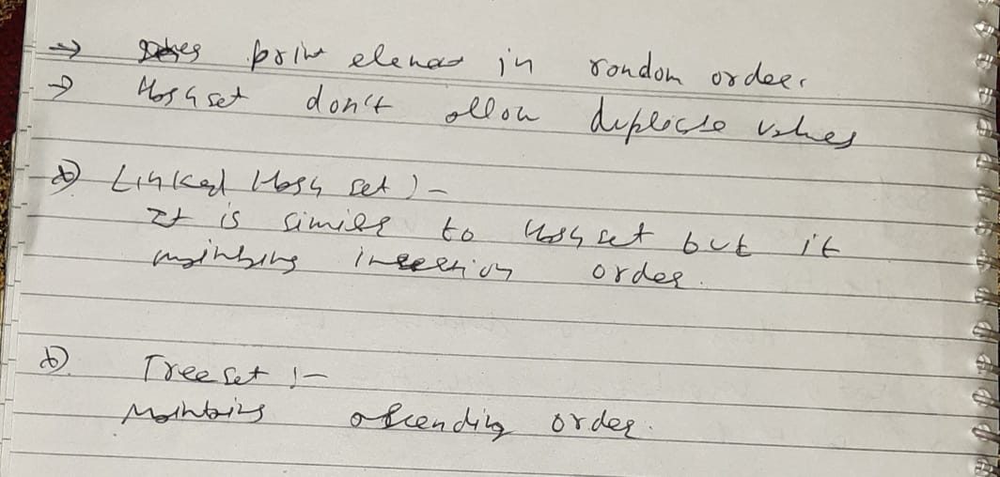 → print element in random order.
→ Hash set don't allow duplicate values
Linked Hash set :-
It is similar to Hash set but it
maintains insertion order.
Tree set :-
Maintains ascending order.